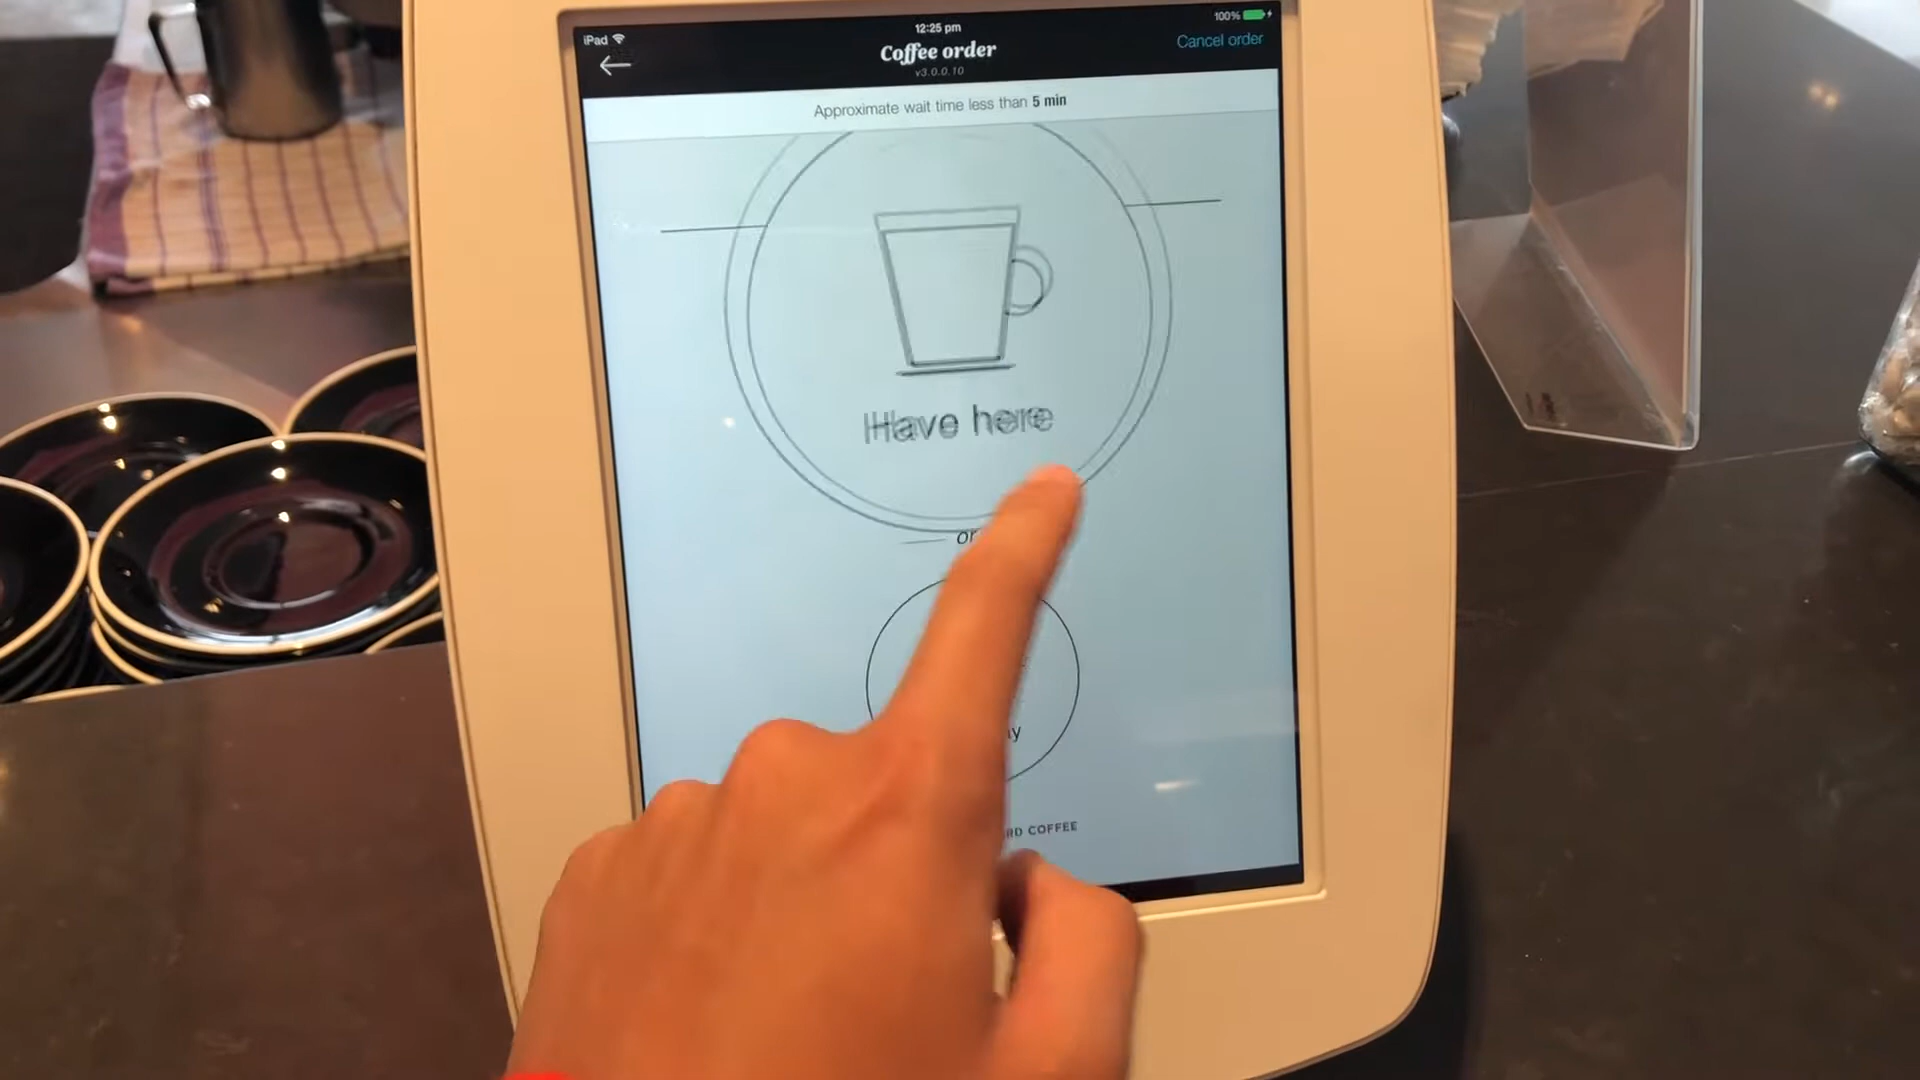 iPad
12:25 pm
100%
Coffee order
v3.0.0.10
Cancel order
Approximate wait time less than 5 min
Have here
or
COFFEE